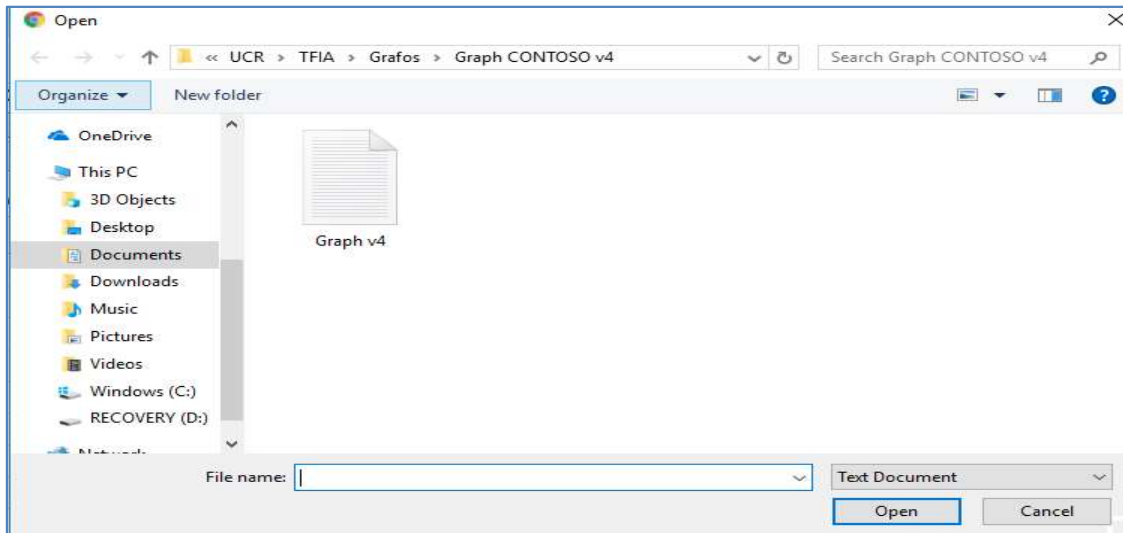 Open
« UCR > TFIA > Grafos > Graph CONTOSO v4
Search Graph CONTOSO v4
Organize
New folder
OneDrive
This PC
3D Objects
Desktop
Documents
Downloads
Music
Pictures
Videos
Windows (C:)
RECOVERY (D:)
Network
Graph v4
File name:
Text Document
Open
Cancel